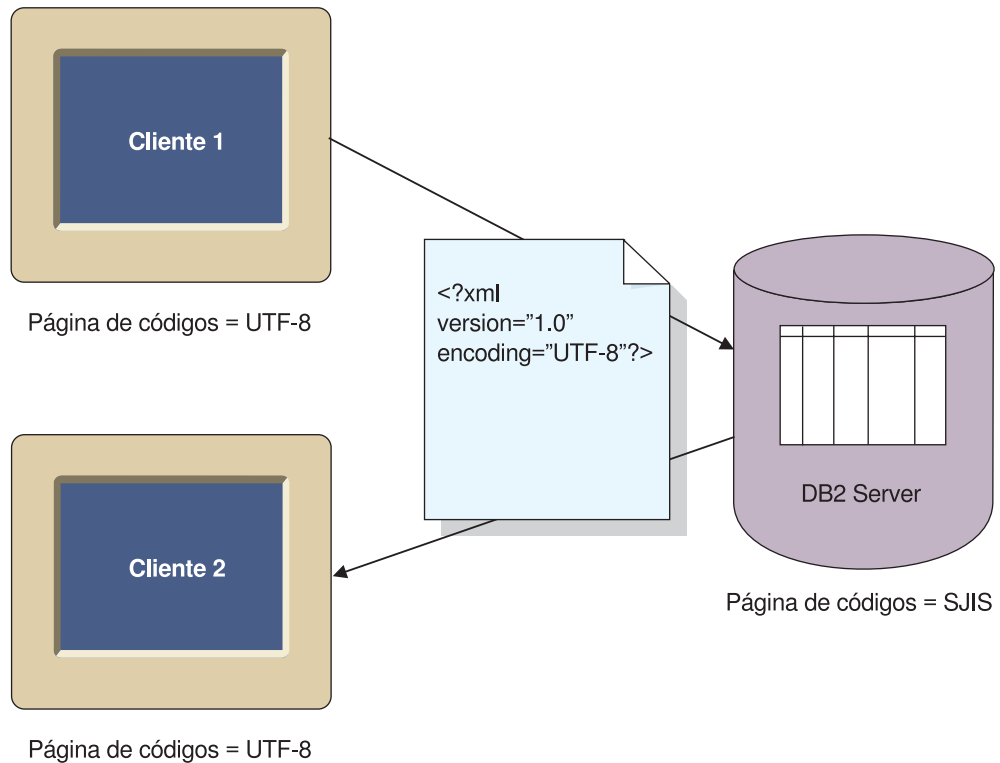 Cliente 1
Página de códigos = UTF-8
<?xml
version=”1.0”
encoding=”UTF-8”?>
DB2 Server
Página de códigos = SJIS
Cliente 2
Página de códigos = UTF-8